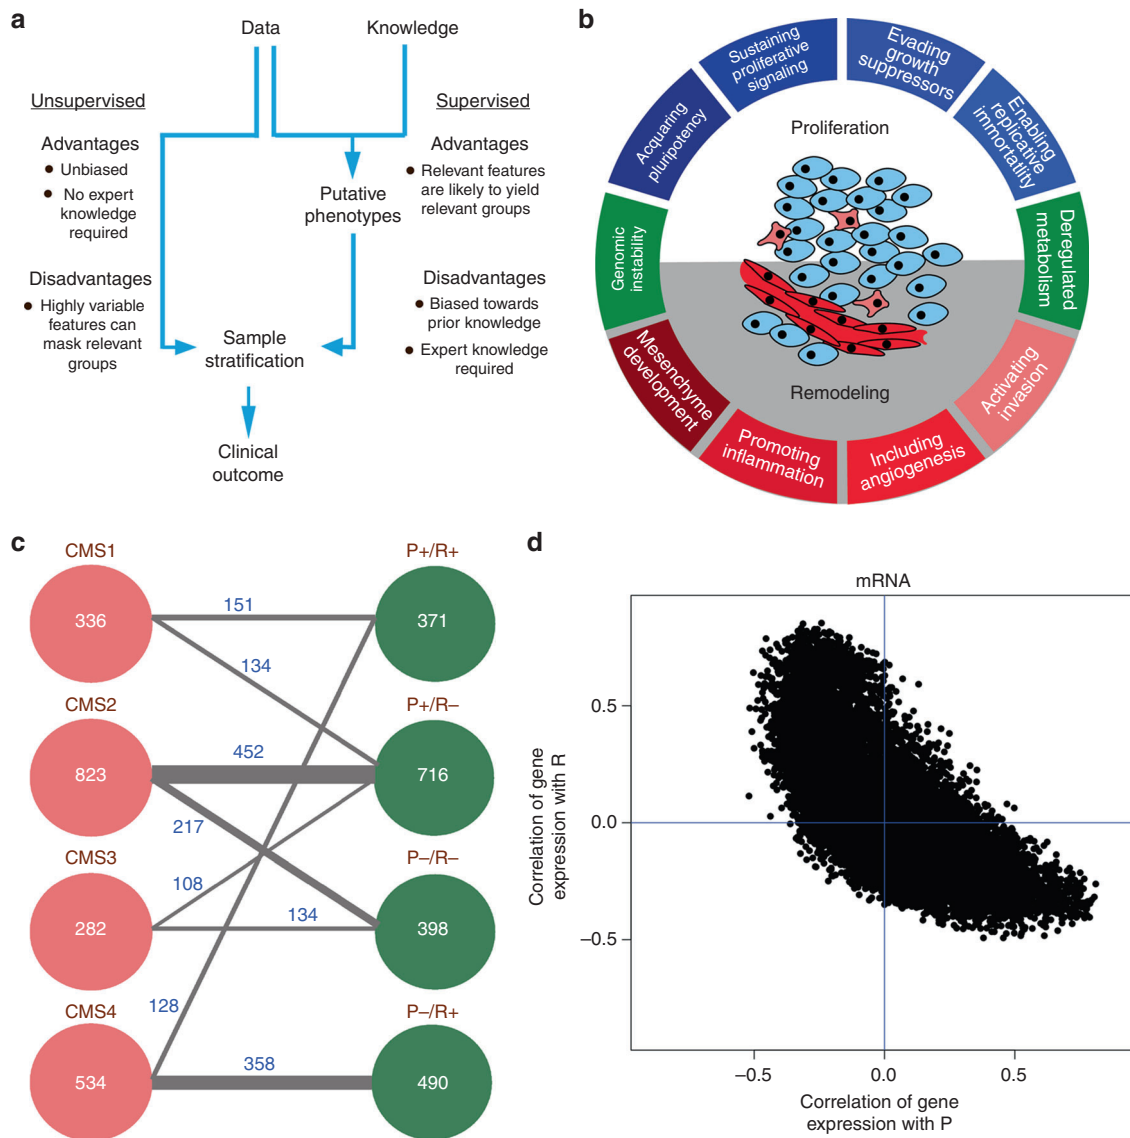 a
Data
Knowledge
Unsupervised
Advantages
Unbiased
No expert
knowledge
required
Disadvantages
Highly variable
features can
mask relevant
groups
Supervised
Advantages
Relevant features
are likely to yield
relevant groups
Disadvantages
Biased towards
prior knowledge
Expert knowledge
required
Putative
phenotypes
Sample
stratification
Clinical
outcome
b
Acquaring
pluripotency
Sustaining
proliferative
signaling
Evading
growth
suppressors
Enabling
replicative
immortatlity
Deregulated
metabolism
Activating
invasion
Including
angiogenesis
Promoting
inflammation
Mesenchyme
development
Genomic
instability
Proliferation
Remodeling
c
CMS1
P+/R+
336
151
371
134
CMS2
P+/R–
823
452
716
217
CMS3
P–/R–
108
282
134
398
CMS4
P–/R+
128
534
358
490
d
mRNA
Correlation of gene
expression with R
0.5
0.0
–0.5
–0.5
0.0
0.5
Correlation of gene
expression with P